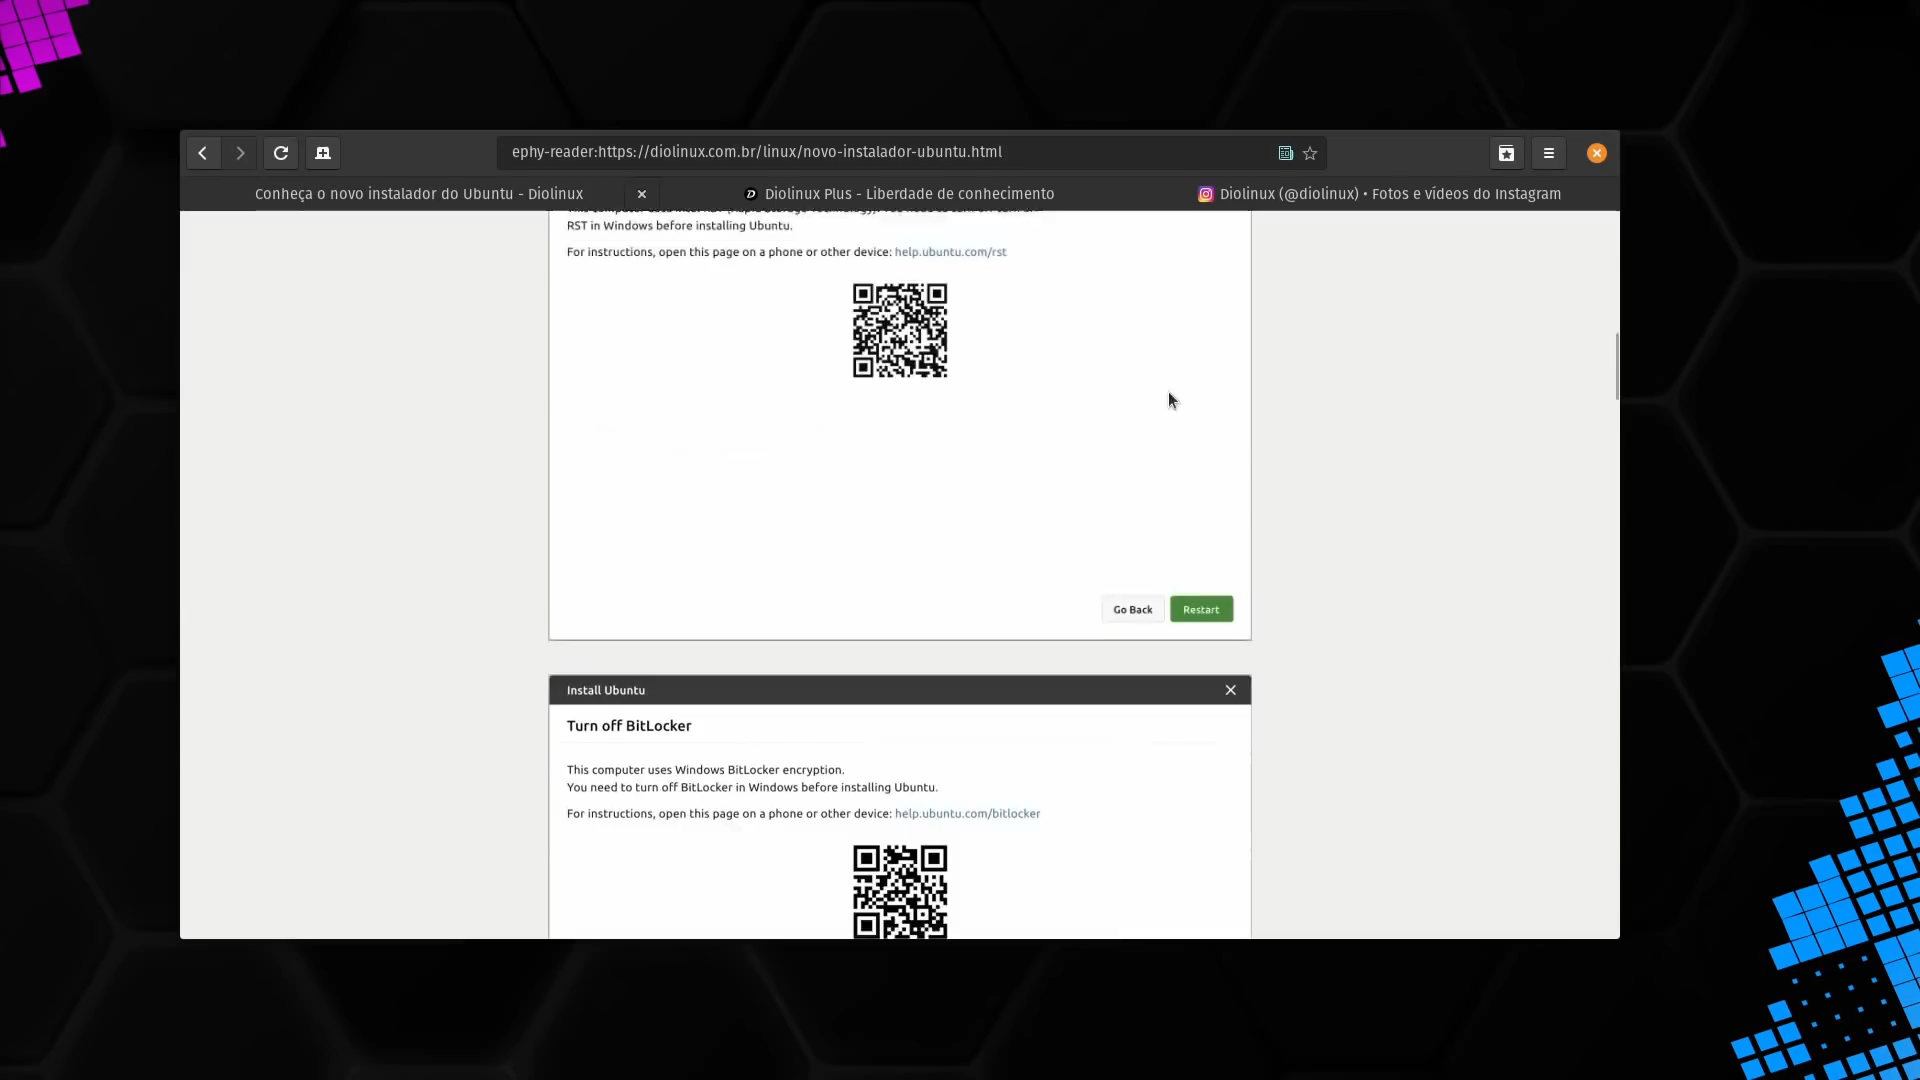 ephy-reader:https://diolinux.com.br/linux/novo-instalador-ubuntu.html
Conheça o novo instalador do Ubuntu - Diolinux
Diolinux Plus - Liberdade de conhecimento
Diolinux (@diolinux) • Fotos e vídeos do Instagram
RST in Windows before installing Ubuntu.
For instructions, open this page on a phone or other device: help.ubuntu.com/rst
Go Back
Restart
Install Ubuntu
Turn off BitLocker
This computer uses Windows BitLocker encryption.
You need to turn off BitLocker in Windows before installing Ubuntu.
For instructions, open this page on a phone or other device: help.ubuntu.com/bitlocker